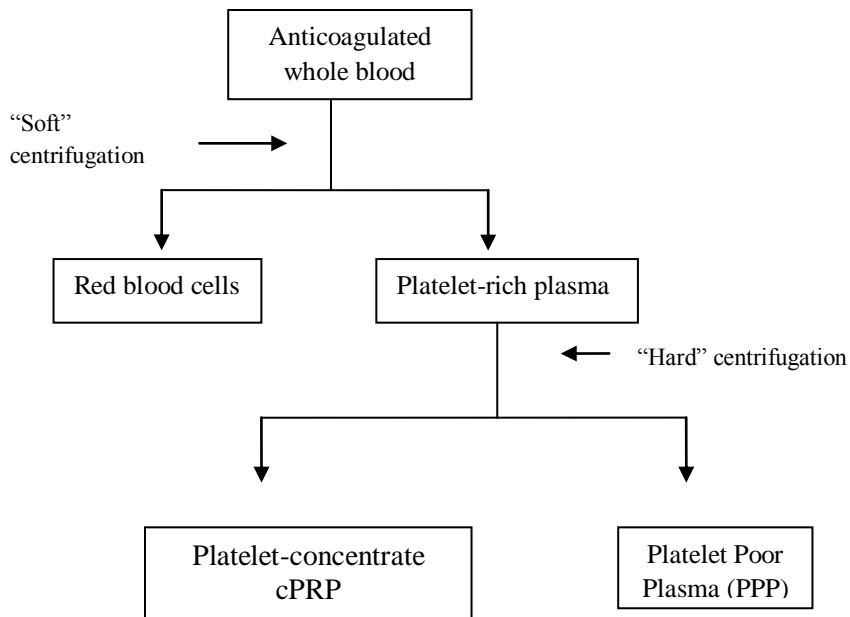 Anticoagulated
whole blood
“Soft”
centrifugation
Red blood cells
Platelet-rich plasma
“Hard” centrifugation
Platelet-concentrate
cPRP
Platelet Poor
Plasma (PPP)